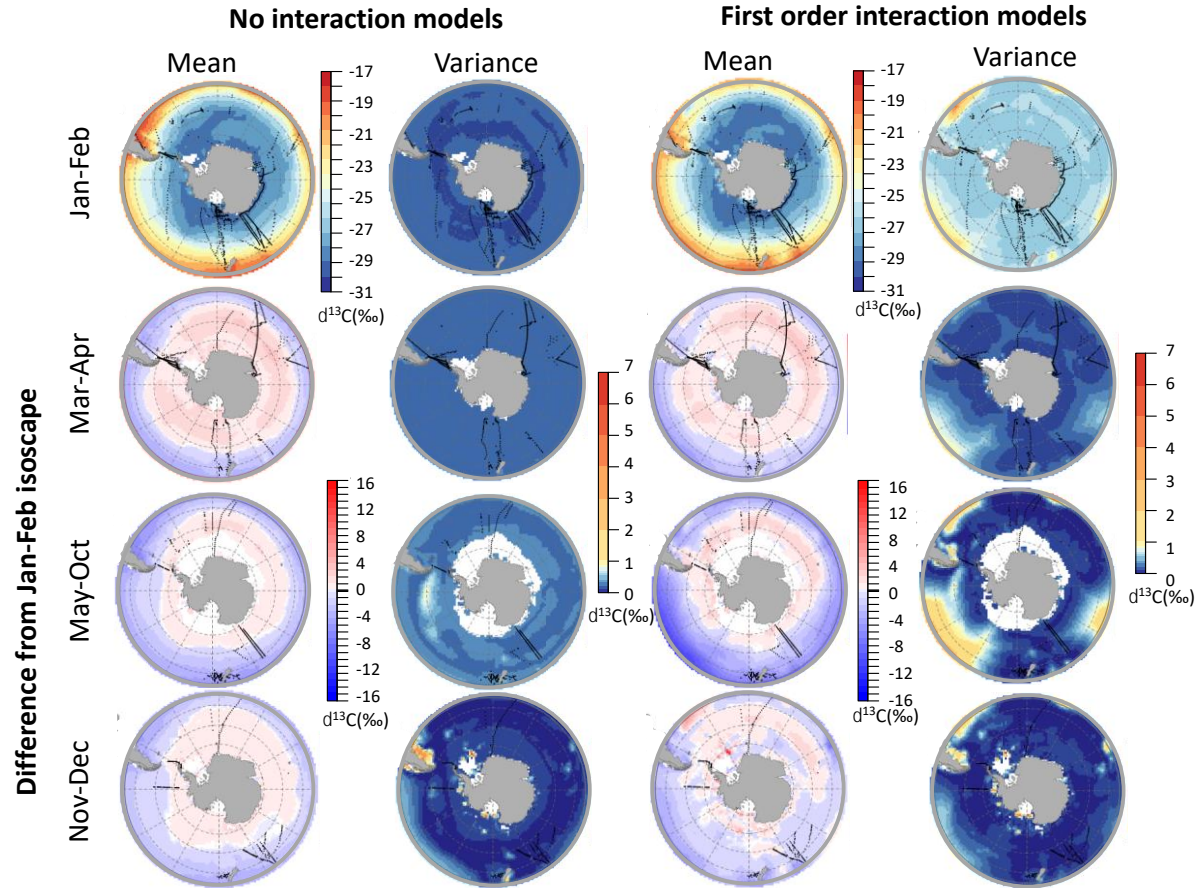 No interaction models
First order interaction models
Mean
Variance
Mean
Variance
Jan-Feb
-17
-19
-21
-23
-25
-27
-29
-31
d¹³C(‰)
-17
-19
-21
-23
-25
-27
-29
-31
d¹³C(‰)
Difference from Jan-Feb isoscape
Mar-Apr
7
6
5
4
3
2
1
0
d¹³C(‰)
7
6
5
4
3
2
1
0
d¹³C(‰)
May-Oct
16
12
8
4
0
-4
-8
-12
-16
d¹³C(‰)
16
12
8
4
0
-4
-8
-12
-16
d¹³C(‰)
Nov-Dec